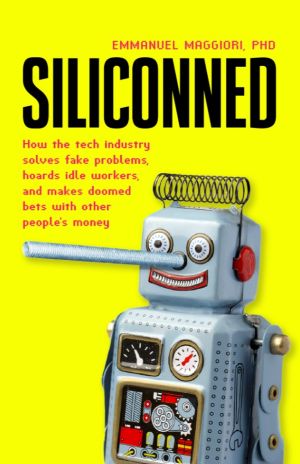 EMMANUEL MAGGIORI, PHD
SILICONNED
How the tech industry
solves fake problems,
hoards idle workers,
and makes doomed
bets with other
people's money